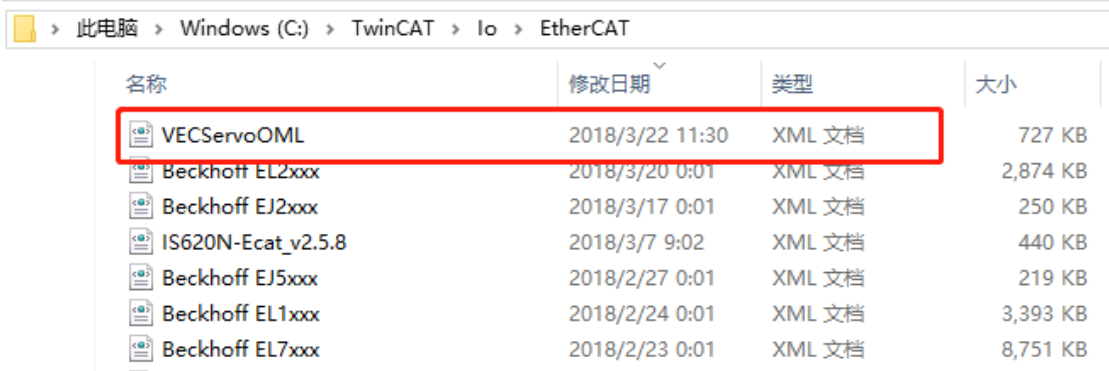 此电脑 > Windows (C:) > TwinCAT > Io > EtherCAT
名称 修改日期 类型 大小
VECServoOML 2018/3/22 11:30 XML 文档 727 KB
Beckhoff EL2xxx 2018/3/20 0:01 XML 文档 2,874 KB
Beckhoff EJ2xxx 2018/3/17 0:01 XML 文档 250 KB
IS620N-Ecat_v2.5.8 2018/3/7 9:02 XML 文档 440 KB
Beckhoff EJ5xxx 2018/2/27 0:01 XML 文档 219 KB
Beckhoff EL1xxx 2018/2/24 0:01 XML 文档 3,393 KB
Beckhoff EL7xxx 2018/2/23 0:01 XML 文档 8,751 KB